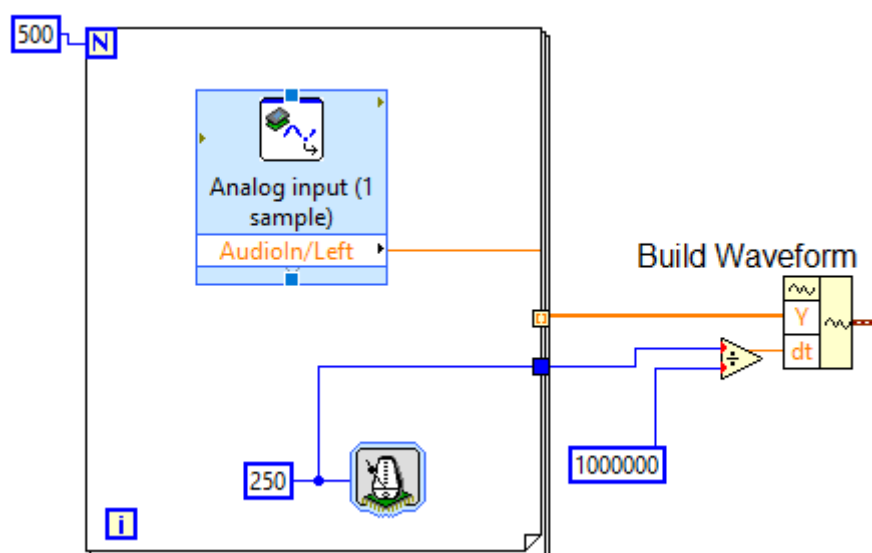 500
N
Analog input (1
sample)
AudioIn/Left
Build Waveform
Y
dt
÷
250
1000000
i